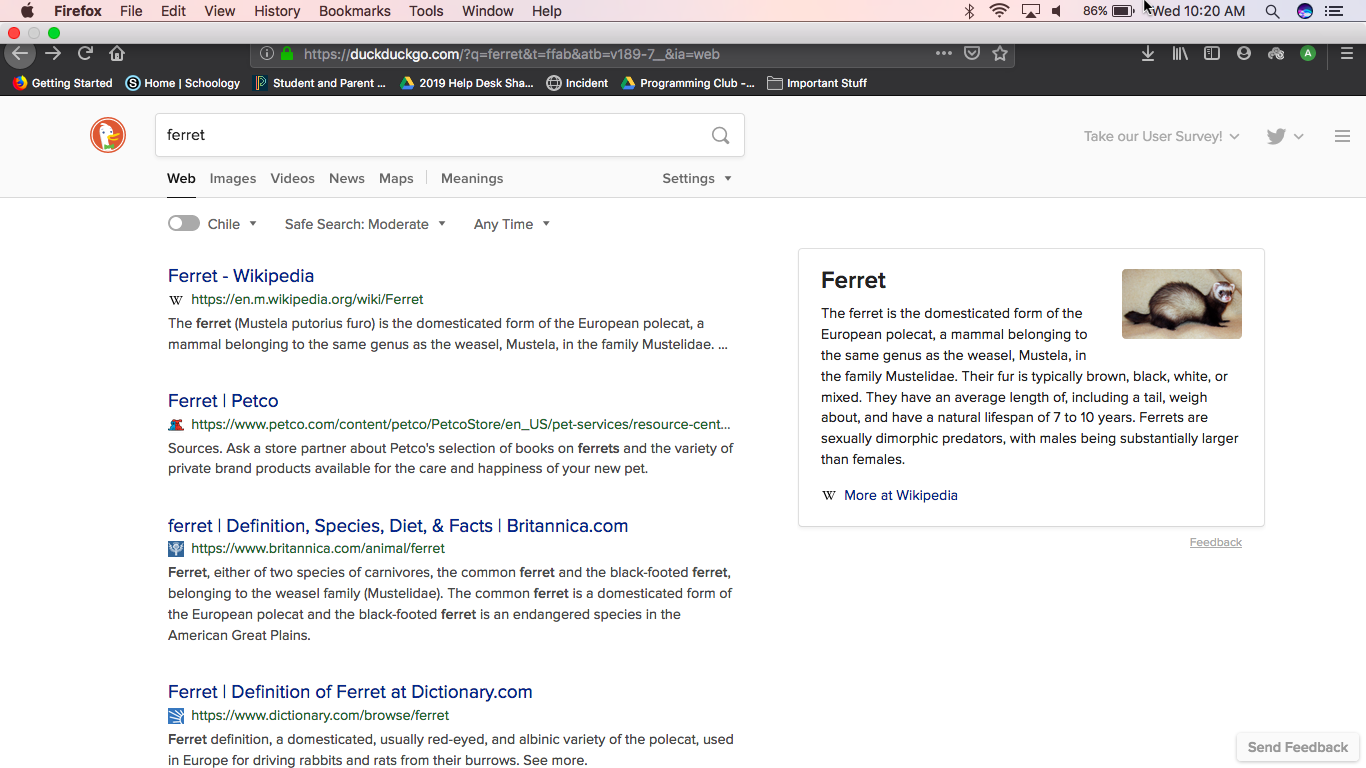 Firefox File Edit View History Bookmarks Tools Window Help 86% Wed 10:20 AM
https://duckduckgo.com/?q=ferret&t=ffab&atb=v189-7__&ia=web
A
Getting Started Home | Schoology Student and Parent ... 2019 Help Desk Sha... Incident Programming Club -... Important Stuff
ferret
Take our User Survey!
Web Images Videos News Maps Meanings Settings
Chile Safe Search: Moderate Any Time
Ferret - Wikipedia
W https://en.m.wikipedia.org/wiki/Ferret
The ferret (Mustela putorius furo) is the domesticated form of the European polecat, a
mammal belonging to the same genus as the weasel, Mustela, in the family Mustelidae. ...
Ferret | Petco
https://www.petco.com/content/petco/PetcoStore/en_US/pet-services/resource-cent...
Sources. Ask a store partner about Petco's selection of books on ferrets and the variety of
private brand products available for the care and happiness of your new pet.
ferret | Definition, Species, Diet, & Facts | Britannica.com
https://www.britannica.com/animal/ferret
Ferret, either of two species of carnivores, the common ferret and the black-footed ferret,
belonging to the weasel family (Mustelidae). The common ferret is a domesticated form of
the European polecat and the black-footed ferret is an endangered species in the
American Great Plains.
Ferret | Definition of Ferret at Dictionary.com
https://www.dictionary.com/browse/ferret
Ferret definition, a domesticated, usually red-eyed, and albinic variety of the polecat, used
in Europe for driving rabbits and rats from their burrows. See more.
Ferret
The ferret is the domesticated form of the
European polecat, a mammal belonging to
the same genus as the weasel, Mustela, in
the family Mustelidae. Their fur is typically brown, black, white, or
mixed. They have an average length of, including a tail, weigh
about, and have a natural lifespan of 7 to 10 years. Ferrets are
sexually dimorphic predators, with males being substantially larger
than females.
W More at Wikipedia
Feedback
Send Feedback